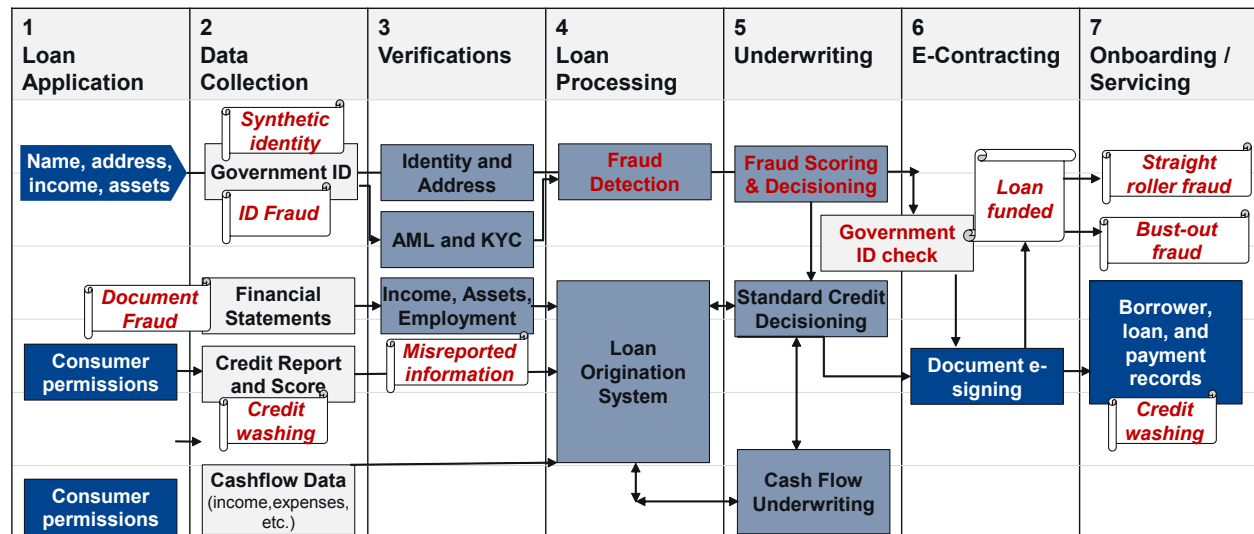 1
Loan
Application
2
Data
Collection
3
Verifications
4
Loan
Processing
5
Underwriting
6
E-Contracting
7
Onboarding /
Servicing
Name, address,
income, assets
Synthetic
identity
Government ID
ID Fraud
Identity and
Address
AML and KYC
Fraud
Detection
Fraud Scoring
& Decisioning
Government
ID check
Loan
funded
Straight
roller fraud
Bust-out
fraud
Document
Fraud
Financial
Statements
Income, Assets,
Employment
Misreported
information
Loan
Origination
System
Standard Credit
Decisioning
Consumer
permissions
Credit Report
and Score
Credit
washing
Document e-
signing
Borrower,
loan, and
payment
records
Credit
washing
Consumer
permissions
Cashflow Data
(income,expenses,
etc.)
Cash Flow
Underwriting